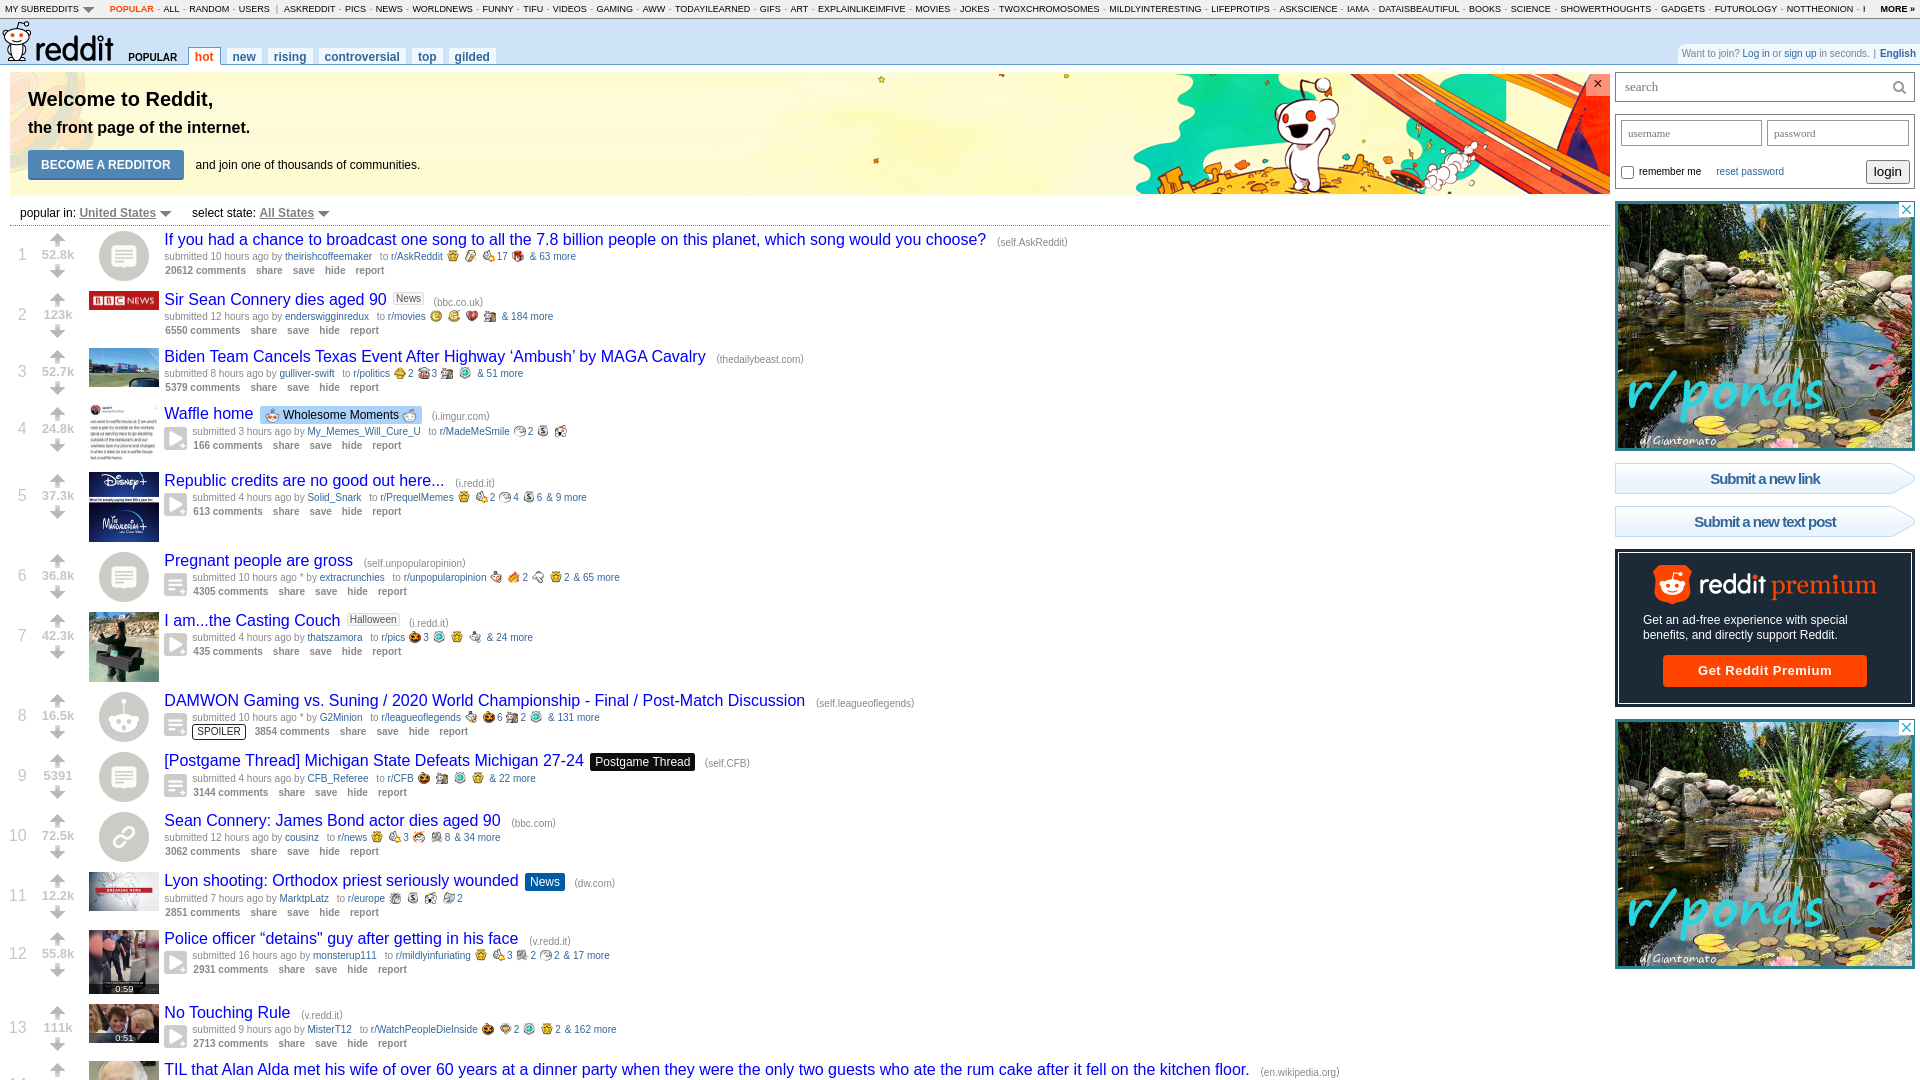 MY SUBREDDITS POPULAR - ALL - RANDOM - USERS | ASKREDDIT - PICS - NEWS - WORLDNEWS - FUNNY - TIFU - VIDEOS - GAMING - AWW - TODAYILEARNED - GIFS - ART - EXPLAINLIKEIMFIVE - MOVIES - JOKES - TWOXCHROMOSOMES - MILDLYINTERESTING - LIFEPROTIPS - ASKSCIENCE - IAMA - DATAISBEAUTIFUL - BOOKS - SCIENCE - SHOWERTHOUGHTS - GADGETS - FUTUROLOGY - NOTTHEONION - MORE »
reddit POPULAR hot new rising controversial top gilded
Want to join? Log in or sign up in seconds. | English
Welcome to Reddit,
the front page of the internet.
BECOME A REDDITOR and join one of thousands of communities.
×
search
username password
remember me reset password login
popular in: United States select state: All States
1 52.8k
If you had a chance to broadcast one song to all the 7.8 billion people on this planet, which song would you choose? (self.AskReddit)
submitted 10 hours ago by theirishcoffeemaker to r/AskReddit 17 & 63 more
20612 comments share save hide report
2 123k
BBC NEWS
Sir Sean Connery dies aged 90 News (bbc.co.uk)
submitted 12 hours ago by enderswigginredux to r/movies & 184 more
6550 comments share save hide report
3 52.7k
Biden Team Cancels Texas Event After Highway ‘Ambush’ by MAGA Cavalry (thedailybeast.com)
submitted 8 hours ago by gulliver-swift to r/politics 2 3 & 51 more
5379 comments share save hide report
4 24.8k
Waffle home Wholesome Moments (i.imgur.com)
submitted 3 hours ago by My_Memes_Will_Cure_U to r/MadeMeSmile 2
166 comments share save hide report
5 37.3k
Disney+
Republic credits are no good out here... (i.redd.it)
submitted 4 hours ago by Solid_Snark to r/PrequelMemes 2 4 6 & 9 more
613 comments share save hide report
6 36.8k
Pregnant people are gross (self.unpopularopinion)
submitted 10 hours ago * by extracrunchies to r/unpopularopinion 2 2 & 65 more
4305 comments share save hide report
7 42.3k
I am...the Casting Couch Halloween (i.redd.it)
submitted 4 hours ago by thatszamora to r/pics 3 & 24 more
435 comments share save hide report
8 16.5k
DAMWON Gaming vs. Suning / 2020 World Championship - Final / Post-Match Discussion (self.leagueoflegends)
submitted 10 hours ago * by G2Minion to r/leagueoflegends 6 2 & 131 more
SPOILER 3854 comments share save hide report
9 5391
[Postgame Thread] Michigan State Defeats Michigan 27-24 Postgame Thread (self.CFB)
submitted 4 hours ago by CFB_Referee to r/CFB & 22 more
3144 comments share save hide report
10 72.5k
Sean Connery: James Bond actor dies aged 90 (bbc.com)
submitted 12 hours ago by cousinz to r/news 3 8 & 34 more
3062 comments share save hide report
11 12.2k
BREAKING NEWS
Lyon shooting: Orthodox priest seriously wounded News (dw.com)
submitted 7 hours ago by MarktpLatz to r/europe 2
2851 comments share save hide report
12 55.8k
0:59
Police officer “detains" guy after getting in his face (v.redd.it)
submitted 16 hours ago by monsterup111 to r/mildlyinfuriating 3 2 2 & 17 more
2931 comments share save hide report
13 111k
0:51
No Touching Rule (v.redd.it)
submitted 9 hours ago by MisterT12 to r/WatchPeopleDieInside 2 2 & 162 more
2713 comments share save hide report
TIL that Alan Alda met his wife of over 60 years at a dinner party when they were the only two guests who ate the rum cake after it fell on the kitchen floor. (en.wikipedia.org)
r/ponds
u/Giantomato
Submit a new link
Submit a new text post
reddit premium
Get an ad-free experience with special
benefits, and directly support Reddit.
Get Reddit Premium
r/ponds
u/Giantomato